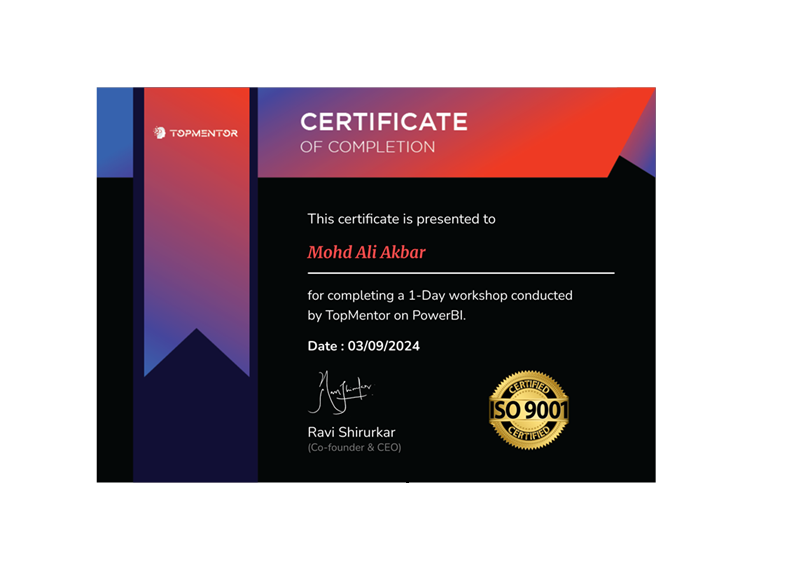 TOPMENTOR
CERTIFICATE
OF COMPLETION
This certificate is presented to
Mohd Ali Akbar
for completing a 1-Day workshop conducted
by TopMentor on PowerBI.
Date : 03/09/2024
Ravi Shirurkar
(Co-founder & CEO)
CERTIFIED
ISO 9001
CERTIFIED